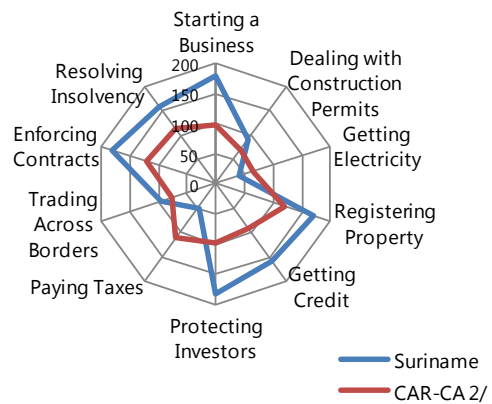 Starting a
Business
Dealing with
Construction
Permits
Getting
Electricity
Registering
Property
Getting
Credit
Protecting
Investors
Paying Taxes
Trading
Across
Borders
Enforcing
Contracts
Resolving
Insolvency
200
150
100
50
0
Suriname
CAR-CA 2/